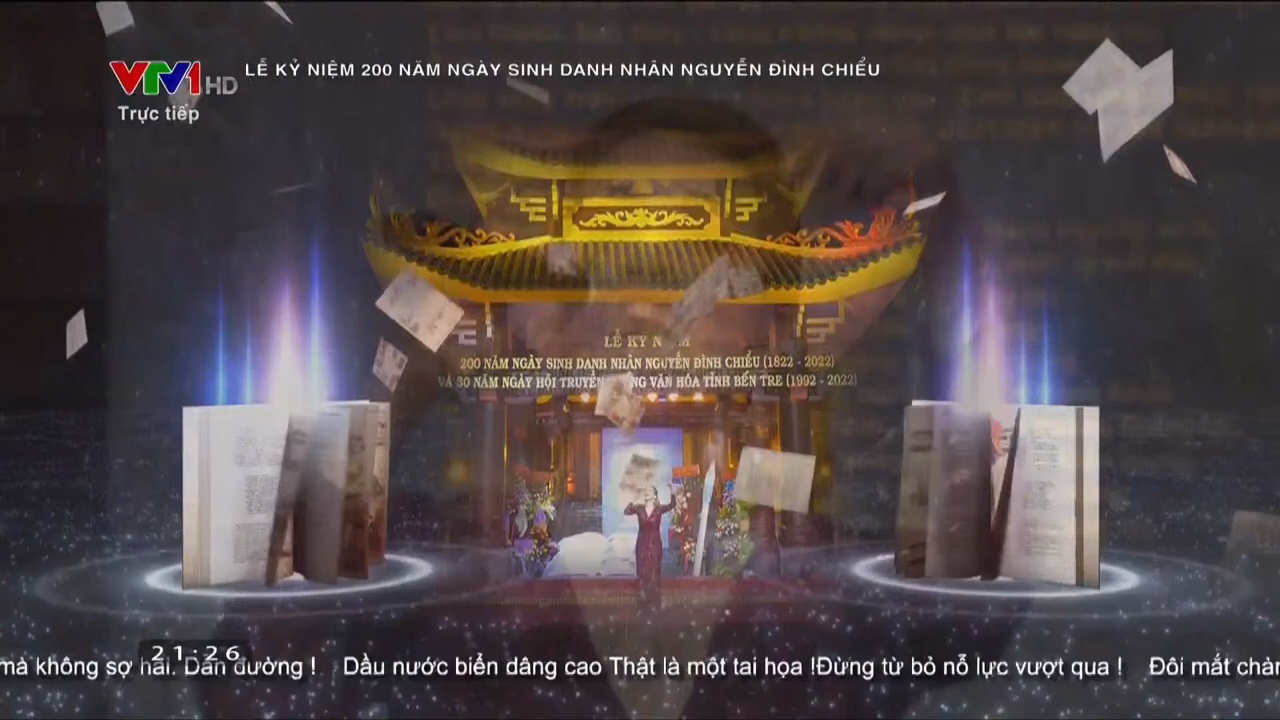 VTV1 HD
LỄ KỶ NIỆM 200 NĂM NGÀY SINH DANH NHÂN NGUYỄN ĐÌNH CHIỂU
Trực tiếp
LỄ KỶ
200 NĂM NGÀY SINH DANH NHÂN NGUYỄN ĐÌNH CHIỂU (1822 - 2022)
VÀ 30 NĂM NGÀY HỘI TRUYỀN VĂN HÓA TỈNH BẾN TRE (1992 - 2022)
21:26
mà không sợ hãi. Dẫn đường ! Dầu nước biển dâng cao Thật là một tai họa !Đừng từ bỏ nỗ lực vượt qua ! Đôi mắt